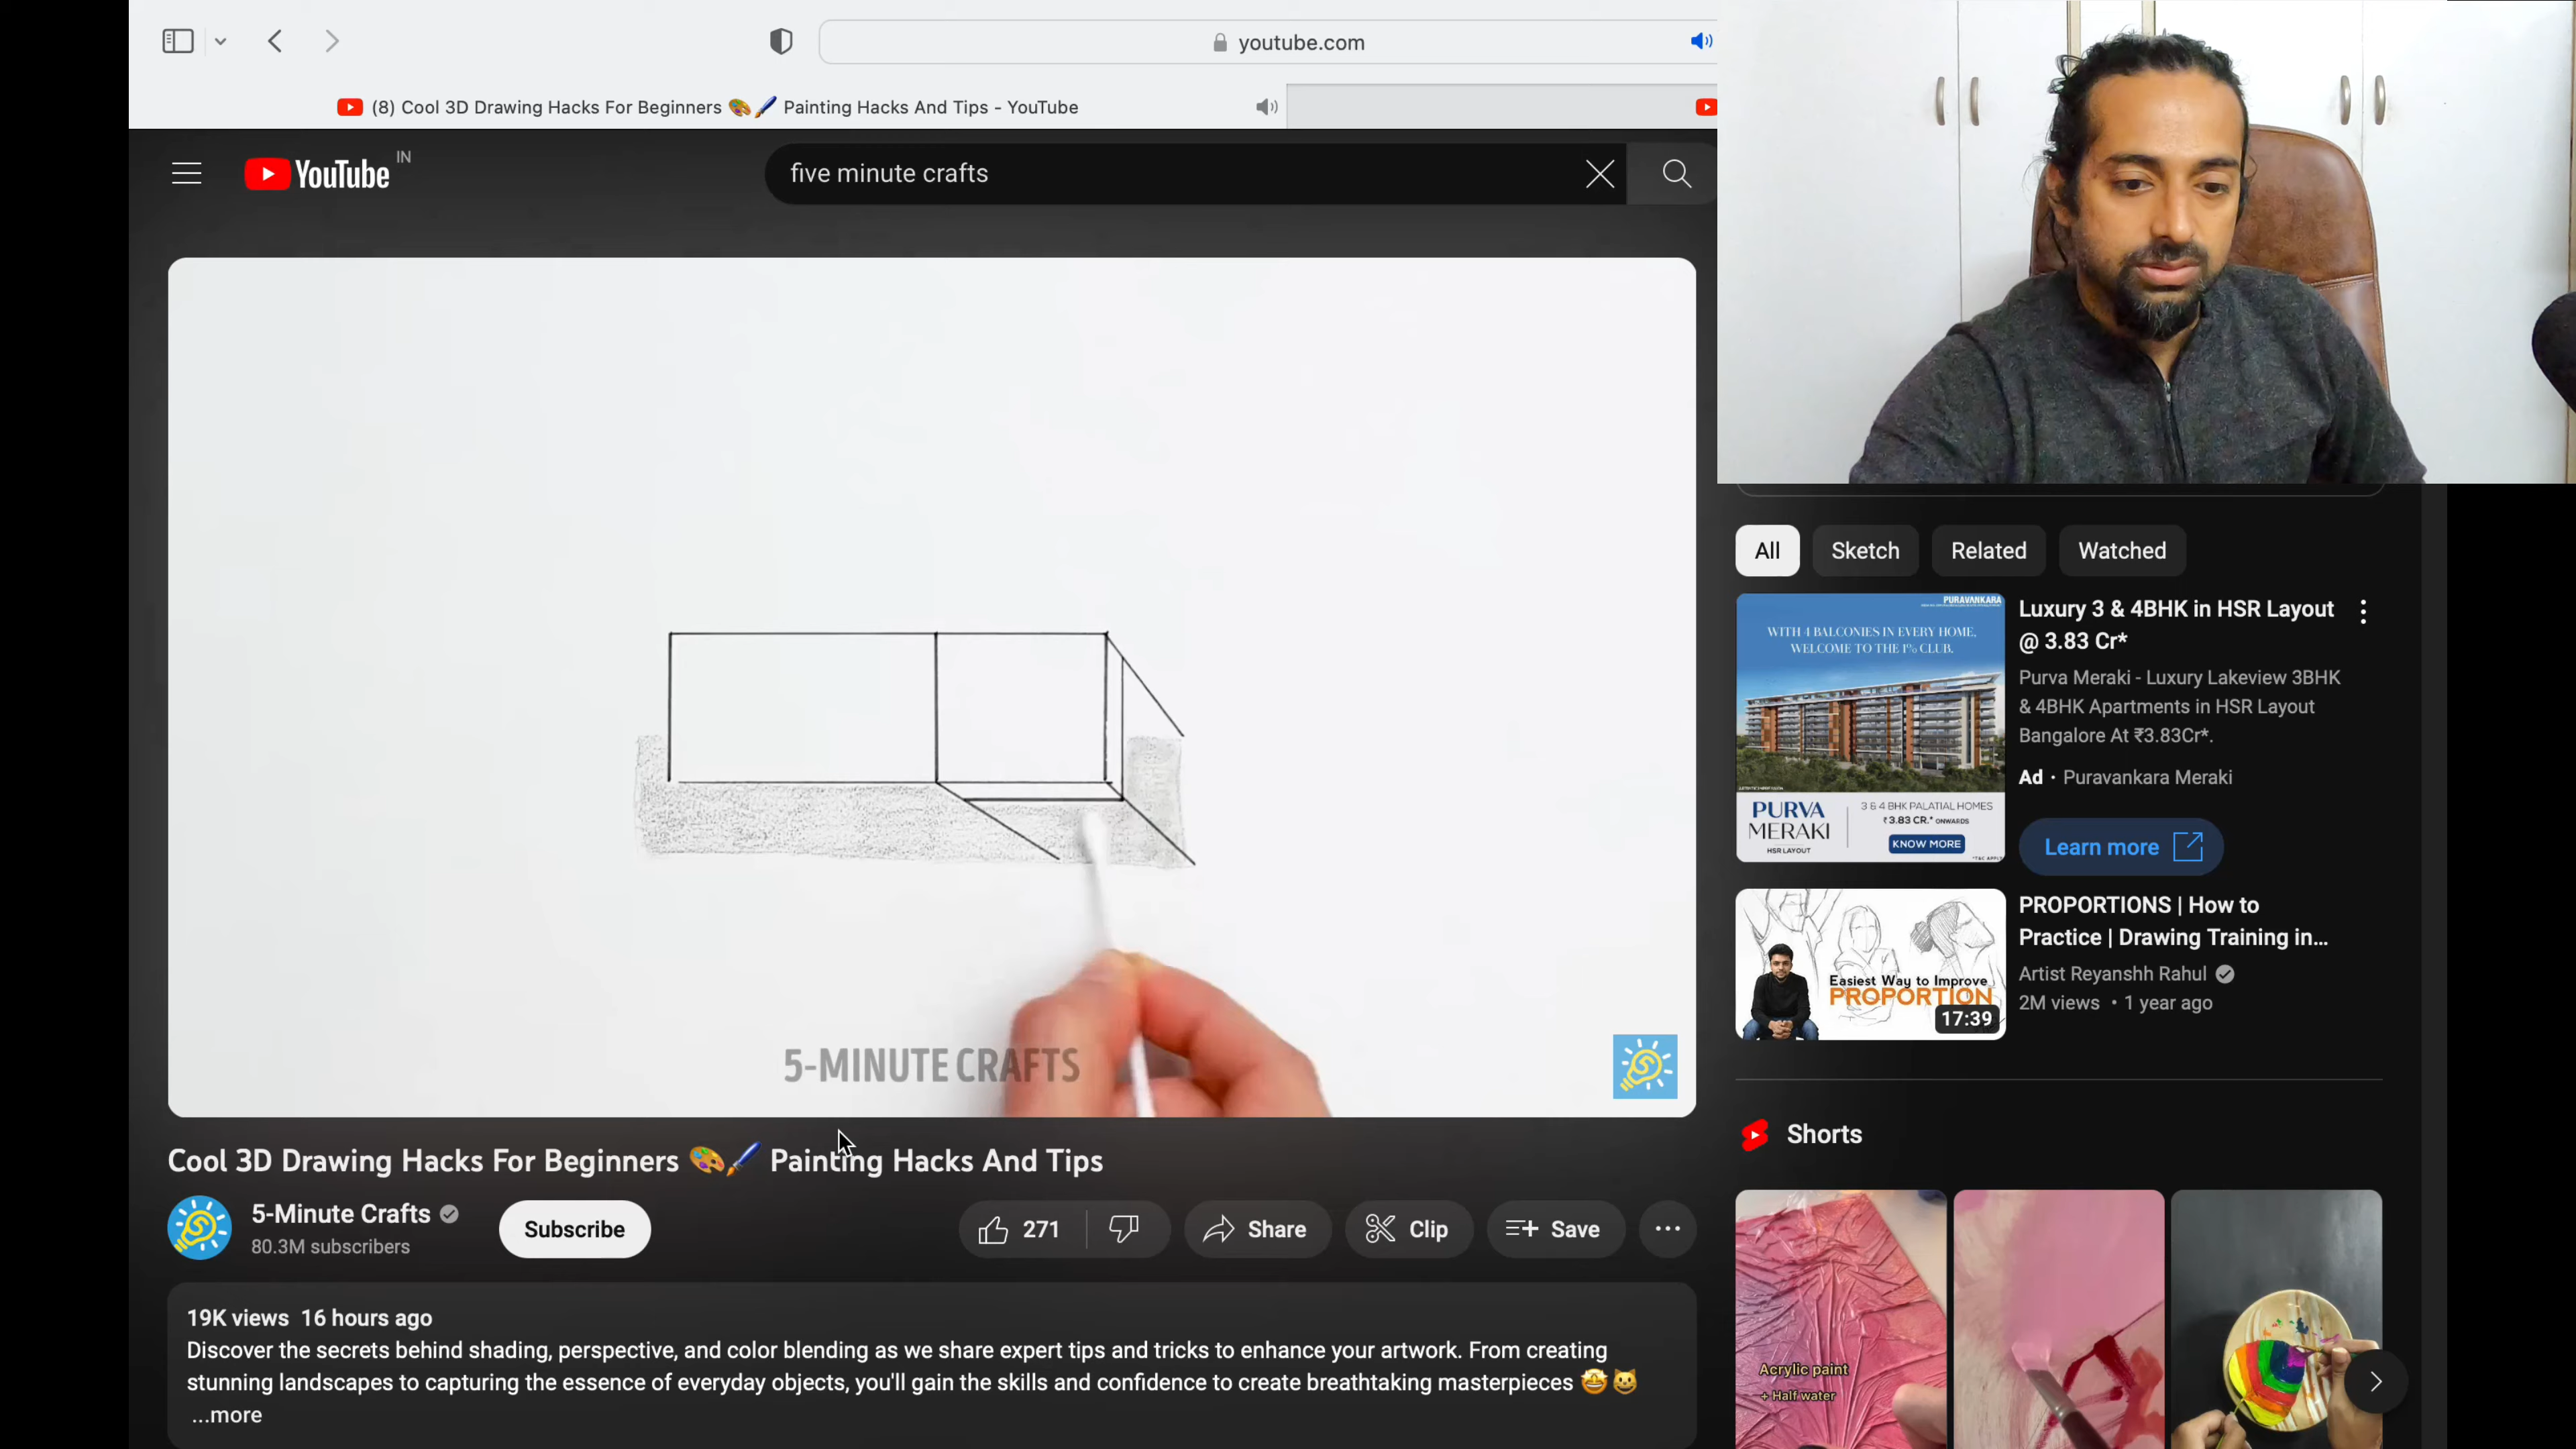 youtube.com
(8) Cool 3D Drawing Hacks For Beginners 🎨🖌️ Painting Hacks And Tips - YouTube
YouTube IN
five minute crafts
5-MINUTE CRAFTS
Cool 3D Drawing Hacks For Beginners 🎨🖌️ Painting Hacks And Tips
5-Minute Crafts
80.3M subscribers
Subscribe
271
Share
Clip
Save
19K views 16 hours ago
Discover the secrets behind shading, perspective, and color blending as we share expert tips and tricks to enhance your artwork. From creating
stunning landscapes to capturing the essence of everyday objects, you'll gain the skills and confidence to create breathtaking masterpieces 🤩😺
...more
All
Sketch
Related
Watched
PURAVANKARA
WITH 4 BALCONIES IN EVERY HOME,
WELCOME TO THE 1% CLUB.
PURVA
MERAKI
HSR LAYOUT
3 & 4 BHK PALATIAL HOMES
₹3.83 CR.* ONWARDS
KNOW MORE
Luxury 3 & 4BHK in HSR Layout
@ 3.83 Cr*
Purva Meraki - Luxury Lakeview 3BHK
& 4BHK Apartments in HSR Layout
Bangalore At ₹3.83Cr*.
Ad · Puravankara Meraki
Learn more
Easiest Way to Improve
PROPORTION
17:39
PROPORTIONS | How to
Practice | Drawing Training in...
Artist Reyanshh Rahul
2M views • 1 year ago
Shorts
Acrylic paint
+ Half water